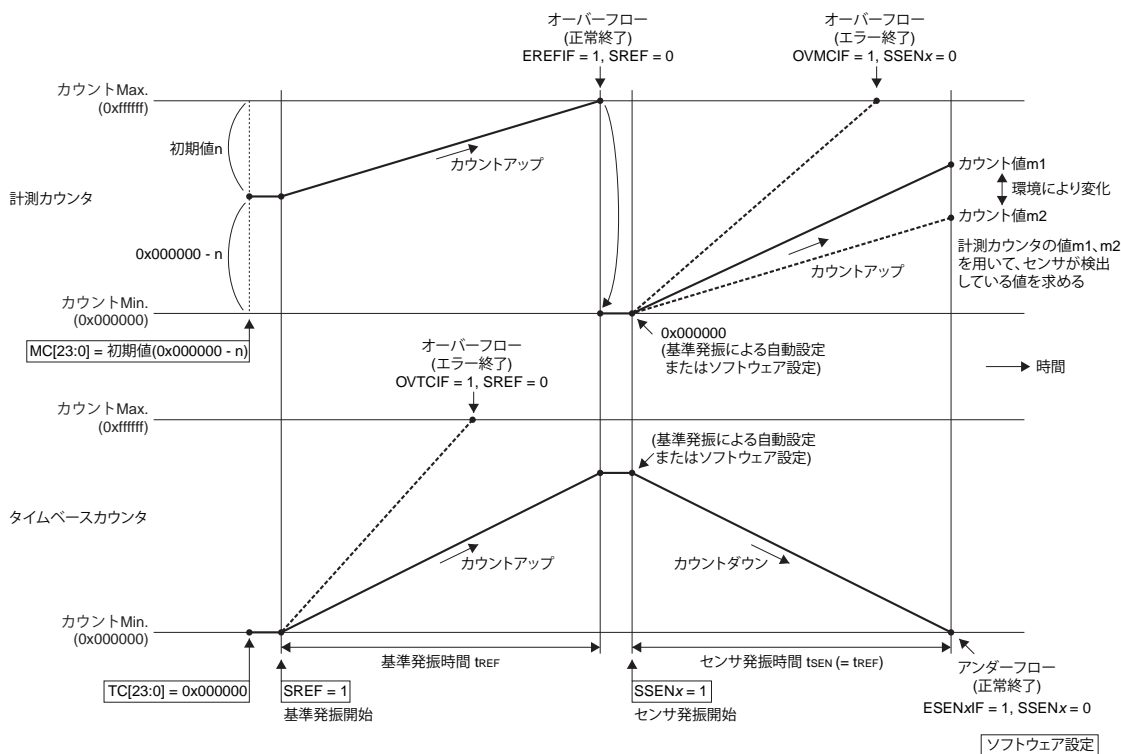 オーバーフロー
(正常終了)
EREFIF = 1, SREF = 0
オーバーフロー
(エラー終了)
OVMCIF = 1, SSENx = 0
カウントMax.
(0xffffff)
初期値n
カウントアップ
計測カウンタ
0x000000 - n
カウント値m1
環境により変化
カウント値m2
カウントアップ
計測カウンタの値m1、m2
を用いて、センサが検出
している値を求める
カウントMin.
(0x000000)
MC[23:0] = 初期値(0x000000 - n)
0x000000
(基準発振による自動設定
またはソフトウェア設定)
オーバーフロー
(エラー終了)
OVTCIF = 1, SREF = 0
時間
カウントMax.
(0xffffff)
(基準発振による自動設定
またはソフトウェア設定)
タイムベースカウンタ
カウントアップ
カウントダウン
カウントMin.
(0x000000)
基準発振時間 tREF
センサ発振時間 tSEN (= tREF)
TC[23:0] = 0x000000
SREF = 1
基準発振開始
SSENx = 1
センサ発振開始
アンダーフロー
(正常終了)
ESENxIF = 1, SSENx = 0
ソフトウェア設定